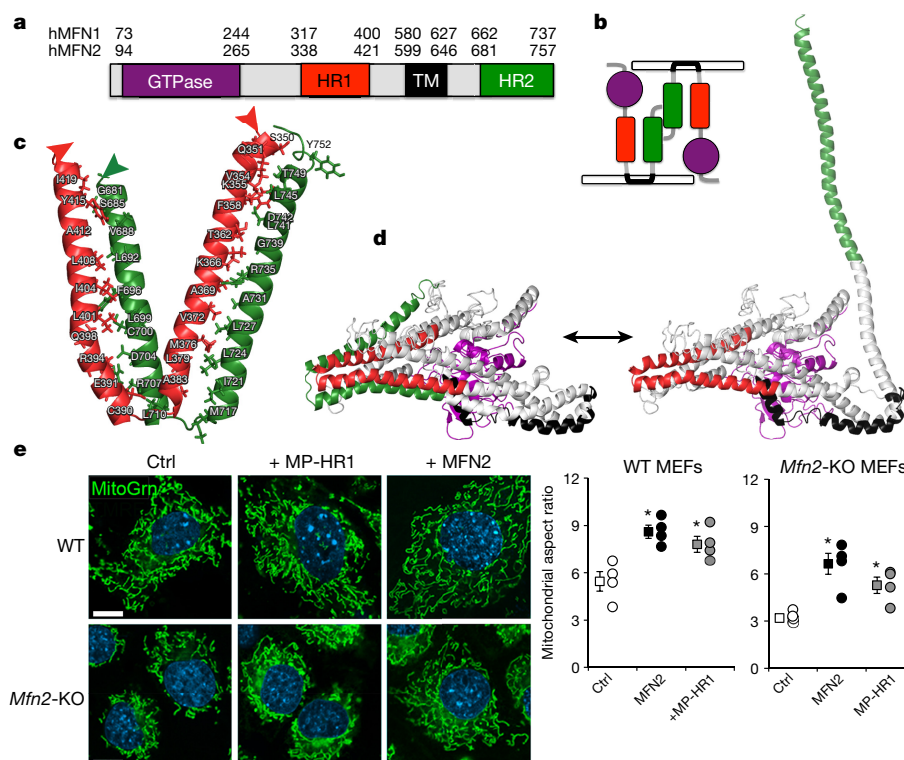 a
hMFN1 73 244 317 400 580 627 662 737
hMFN2 94 265 338 421 599 646 681 757
GTPase HR1 TM HR2
b
c
I419
Y415
A412
L408
I404
L401
Q398
R394
E391
C390
G681
S685
V688
L692
F696
L699
C700
D704
R707
L710
S350
Q351
V354
K355
F358
T362
K366
A369
V372
M376
L379
A383
Y752
T749
L745
D742
L741
G739
R735
A731
L727
L724
I721
M717
d
e
Ctrl + MP-HR1 + MFN2
MitoGrn
WT
Mfn2-KO
WT MEFs
Mitochondrial aspect ratio
12
9
6
3
0
* *
Ctrl
MFN2
+MP-HR1
Mfn2-KO MEFs
12
9
6
3
0
* *
Ctrl
MFN2
MP-HR1